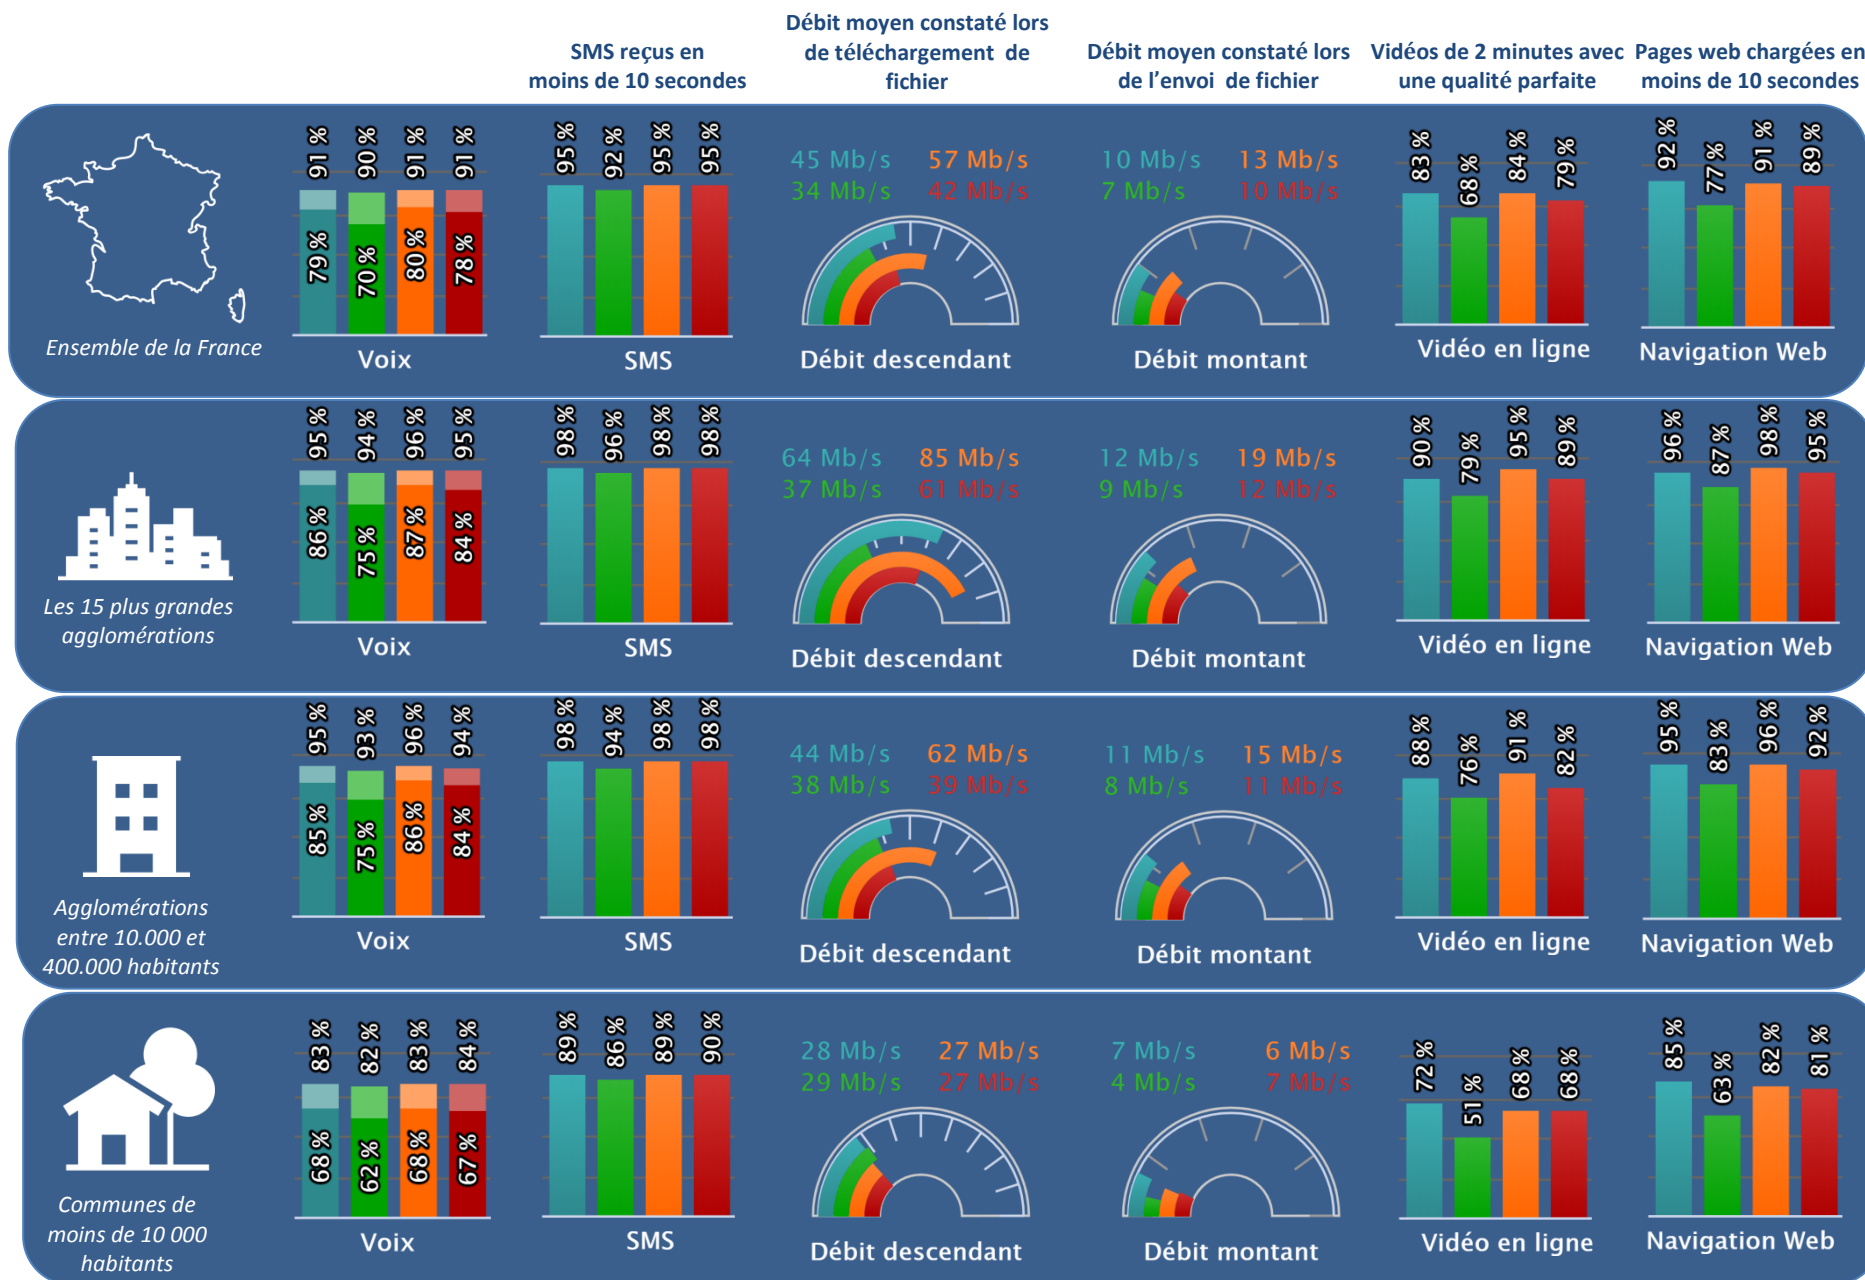 Débit moyen constaté lors
de téléchargement de
fichier
SMS reçus en
moins de 10 secondes
Débit moyen constaté lors
de l'envoi de fichier
Vidéos de 2 minutes avec
une qualité parfaite
Pages web chargées en
moins de 10 secondes
91 % 90 % 91 % 91 %
79 % 70 % 80 % 78 %
95 % 92 % 95 % 95 %
45 Mb/s 57 Mb/s
34 Mb/s 42 Mb/s
10 Mb/s 13 Mb/s
7 Mb/s 10 Mb/s
83 % 68 % 84 % 79 %
92 % 77 % 91 % 89 %
Ensemble de la France
Voix
SMS
Débit descendant
Débit montant
Vidéo en ligne
Navigation Web
95 % 94 % 96 % 95 %
86 % 75 % 87 % 84 %
98 % 96 % 98 % 98 %
64 Mb/s 85 Mb/s
37 Mb/s 61 Mb/s
12 Mb/s 19 Mb/s
9 Mb/s 12 Mb/s
90 % 79 % 95 % 89 %
96 % 87 % 98 % 95 %
Les 15 plus grandes
agglomérations
Voix
SMS
Débit descendant
Débit montant
Vidéo en ligne
Navigation Web
95 % 93 % 96 % 94 %
85 % 75 % 86 % 84 %
98 % 94 % 98 % 98 %
44 Mb/s 62 Mb/s
38 Mb/s 39 Mb/s
11 Mb/s 15 Mb/s
8 Mb/s 11 Mb/s
88 % 76 % 91 % 82 %
95 % 83 % 96 % 92 %
Agglomérations
entre 10.000 et
400.000 habitants
Voix
SMS
Débit descendant
Débit montant
Vidéo en ligne
Navigation Web
83 % 82 % 83 % 84 %
68 % 62 % 68 % 67 %
89 % 86 % 89 % 90 %
28 Mb/s 27 Mb/s
29 Mb/s 27 Mb/s
7 Mb/s 6 Mb/s
4 Mb/s 7 Mb/s
72 % 51 % 68 % 68 %
85 % 63 % 82 % 81 %
Communes de
moins de 10 000
habitants
Voix
SMS
Débit descendant
Débit montant
Vidéo en ligne
Navigation Web